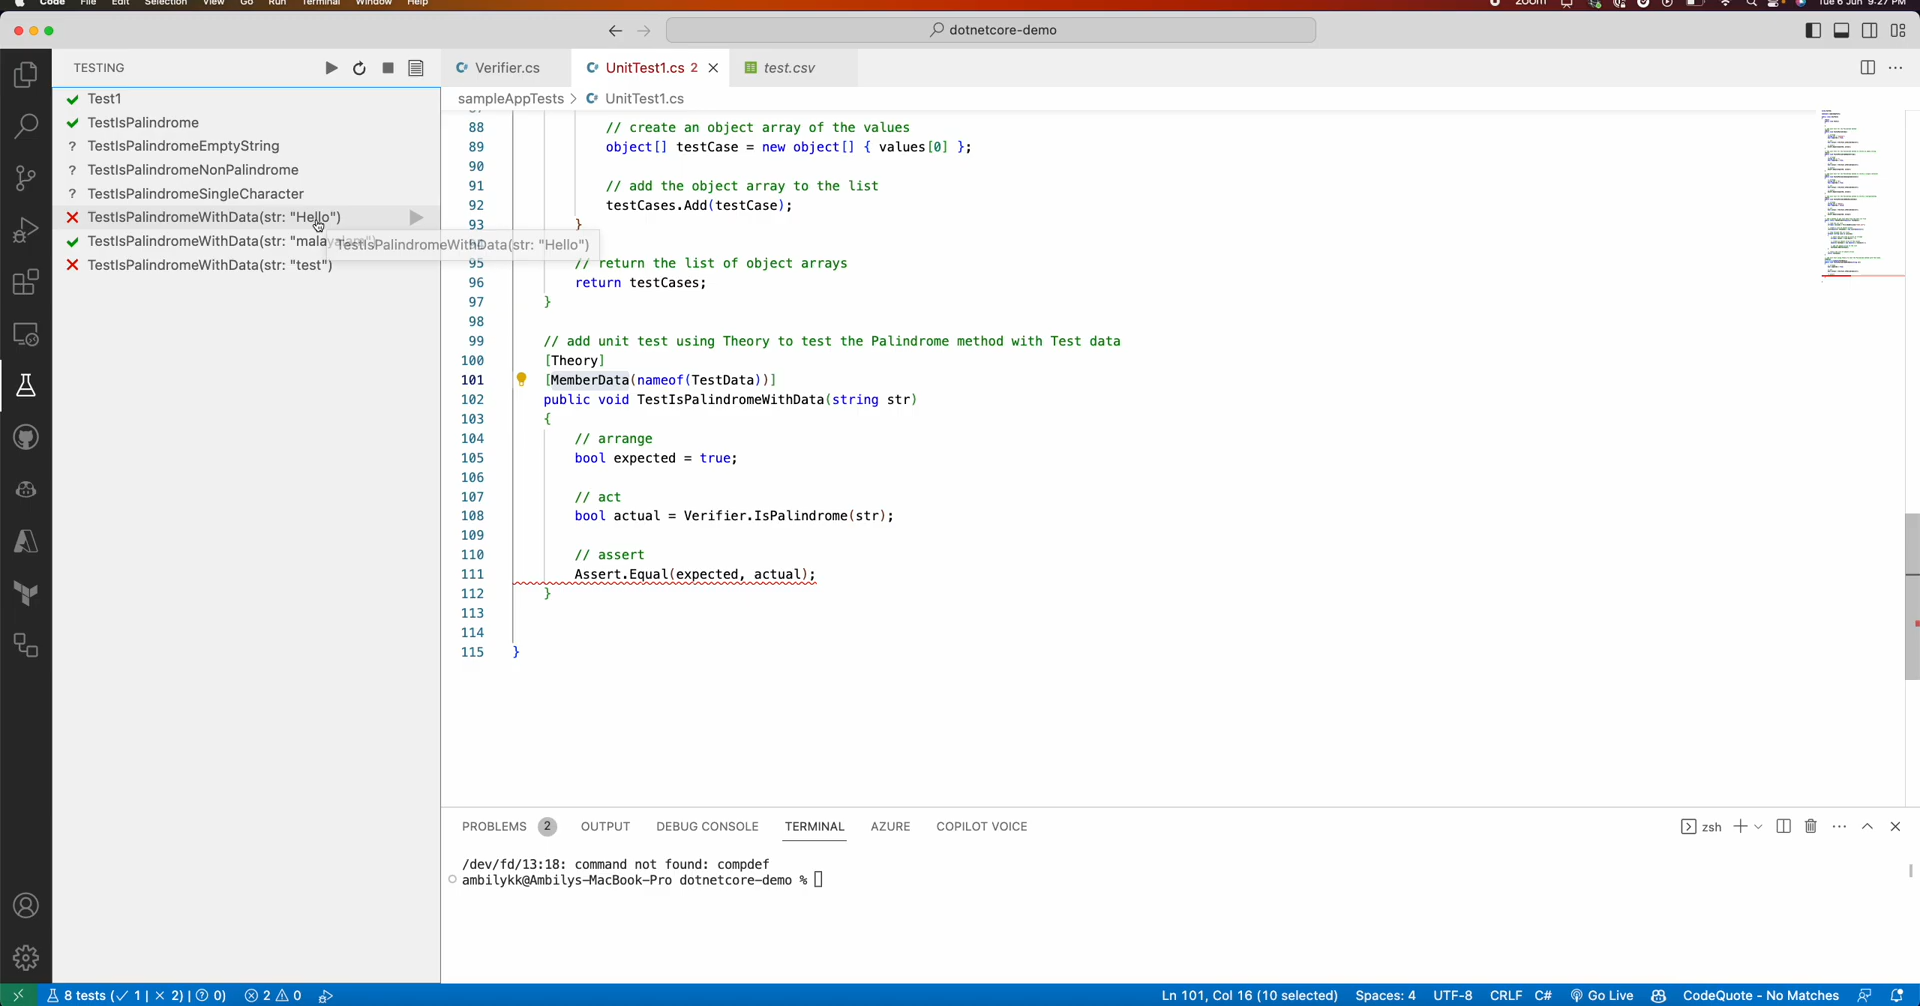 Code File Edit Selection View Go Run Terminal Window Help zoom Tue 6 Jun 9:27 PM
dotnetcore-demo
TESTING
Verifier.cs UnitTest1.cs 2 test.csv
sampleAppTests > UnitTest1.cs
Test1
TestIsPalindrome
? TestIsPalindromeEmptyString
? TestIsPalindromeNonPalindrome
? TestIsPalindromeSingleCharacter
TestIsPalindromeWithData(str: "Hello")
TestIsPalindromeWithData(str: "mala
TestIsPalindromeWithData(str: "Hello")
TestIsPalindromeWithData(str: "test")
88 // create an object array of the values
89 object[] testCase = new object[] { values[0] };
90
91 // add the object array to the list
92 testCases.Add(testCase);
93 }
95 // return the list of object arrays
96 return testCases;
97 }
98
99 // add unit test using Theory to test the Palindrome method with Test data
100 [Theory]
101 [MemberData(nameof(TestData))]
102 public void TestIsPalindromeWithData(string str)
103 {
104 // arrange
105 bool expected = true;
106
107 // act
108 bool actual = Verifier.IsPalindrome(str);
109
110 // assert
111 Assert.Equal(expected, actual);
112 }
113
114
115 }
PROBLEMS 2 OUTPUT DEBUG CONSOLE TERMINAL AZURE COPILOT VOICE zsh
/dev/fd/13:18: command not found: compdef
ambilykk@Ambilys-MacBook-Pro dotnetcore-demo %
8 tests (✓ 1 | × 2) | ? 0) 2 0 Ln 101, Col 16 (10 selected) Spaces: 4 UTF-8 CRLF C# Go Live CodeQuote - No Matches